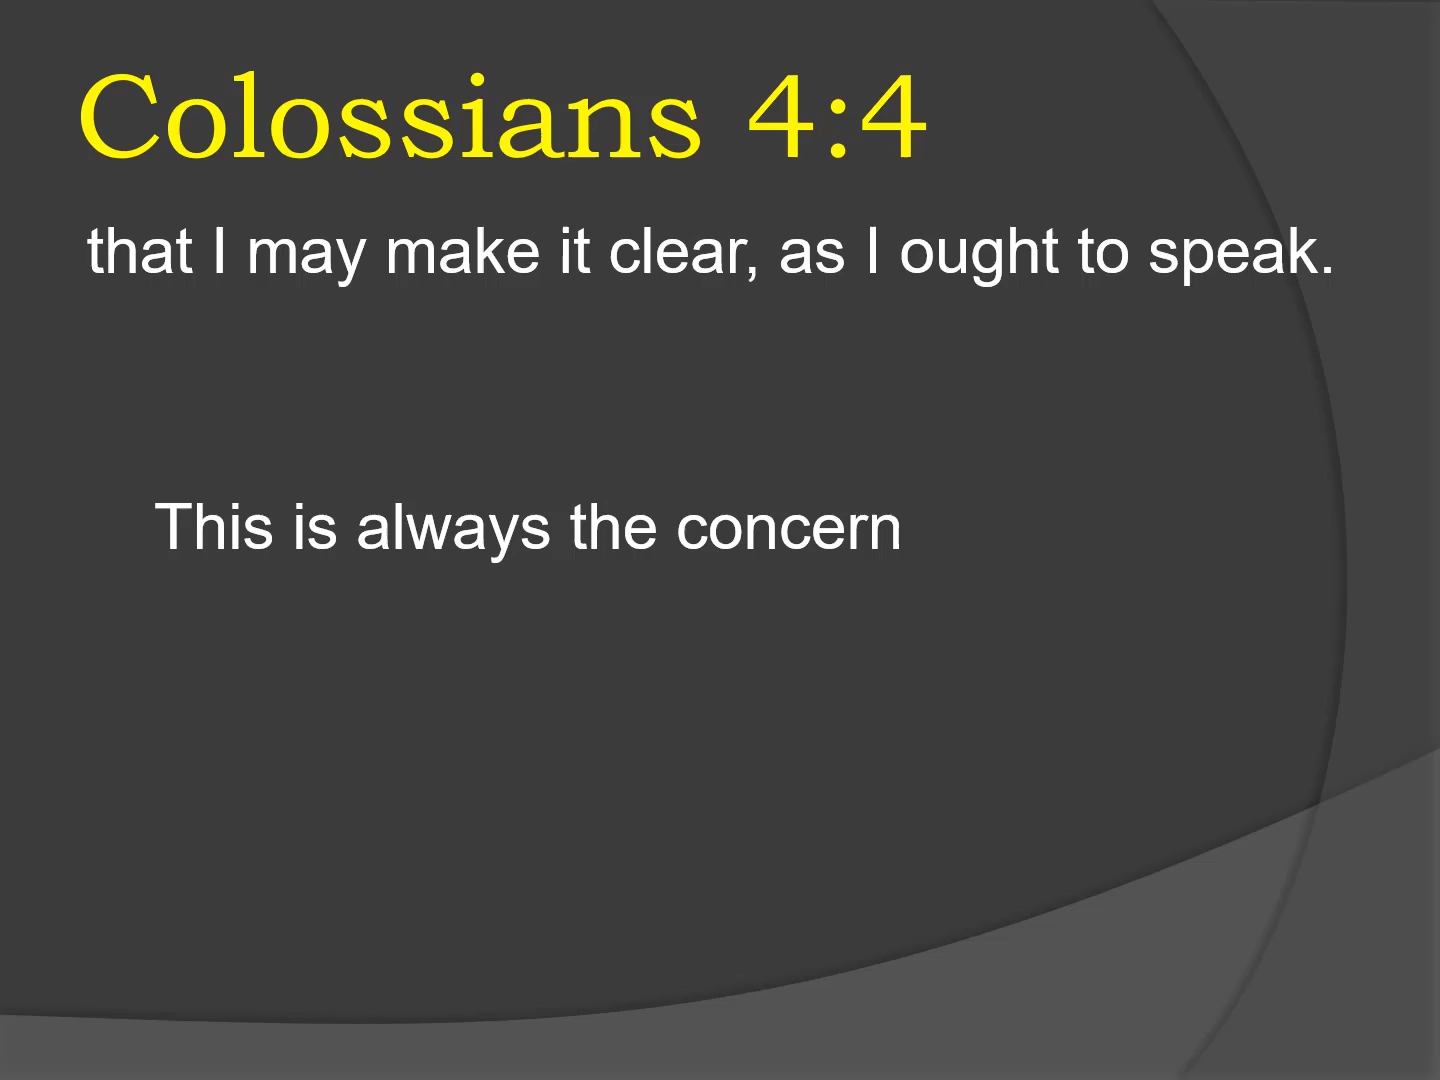 Colossians 4:4
that I may make it clear, as I ought to speak.
This is always the concern